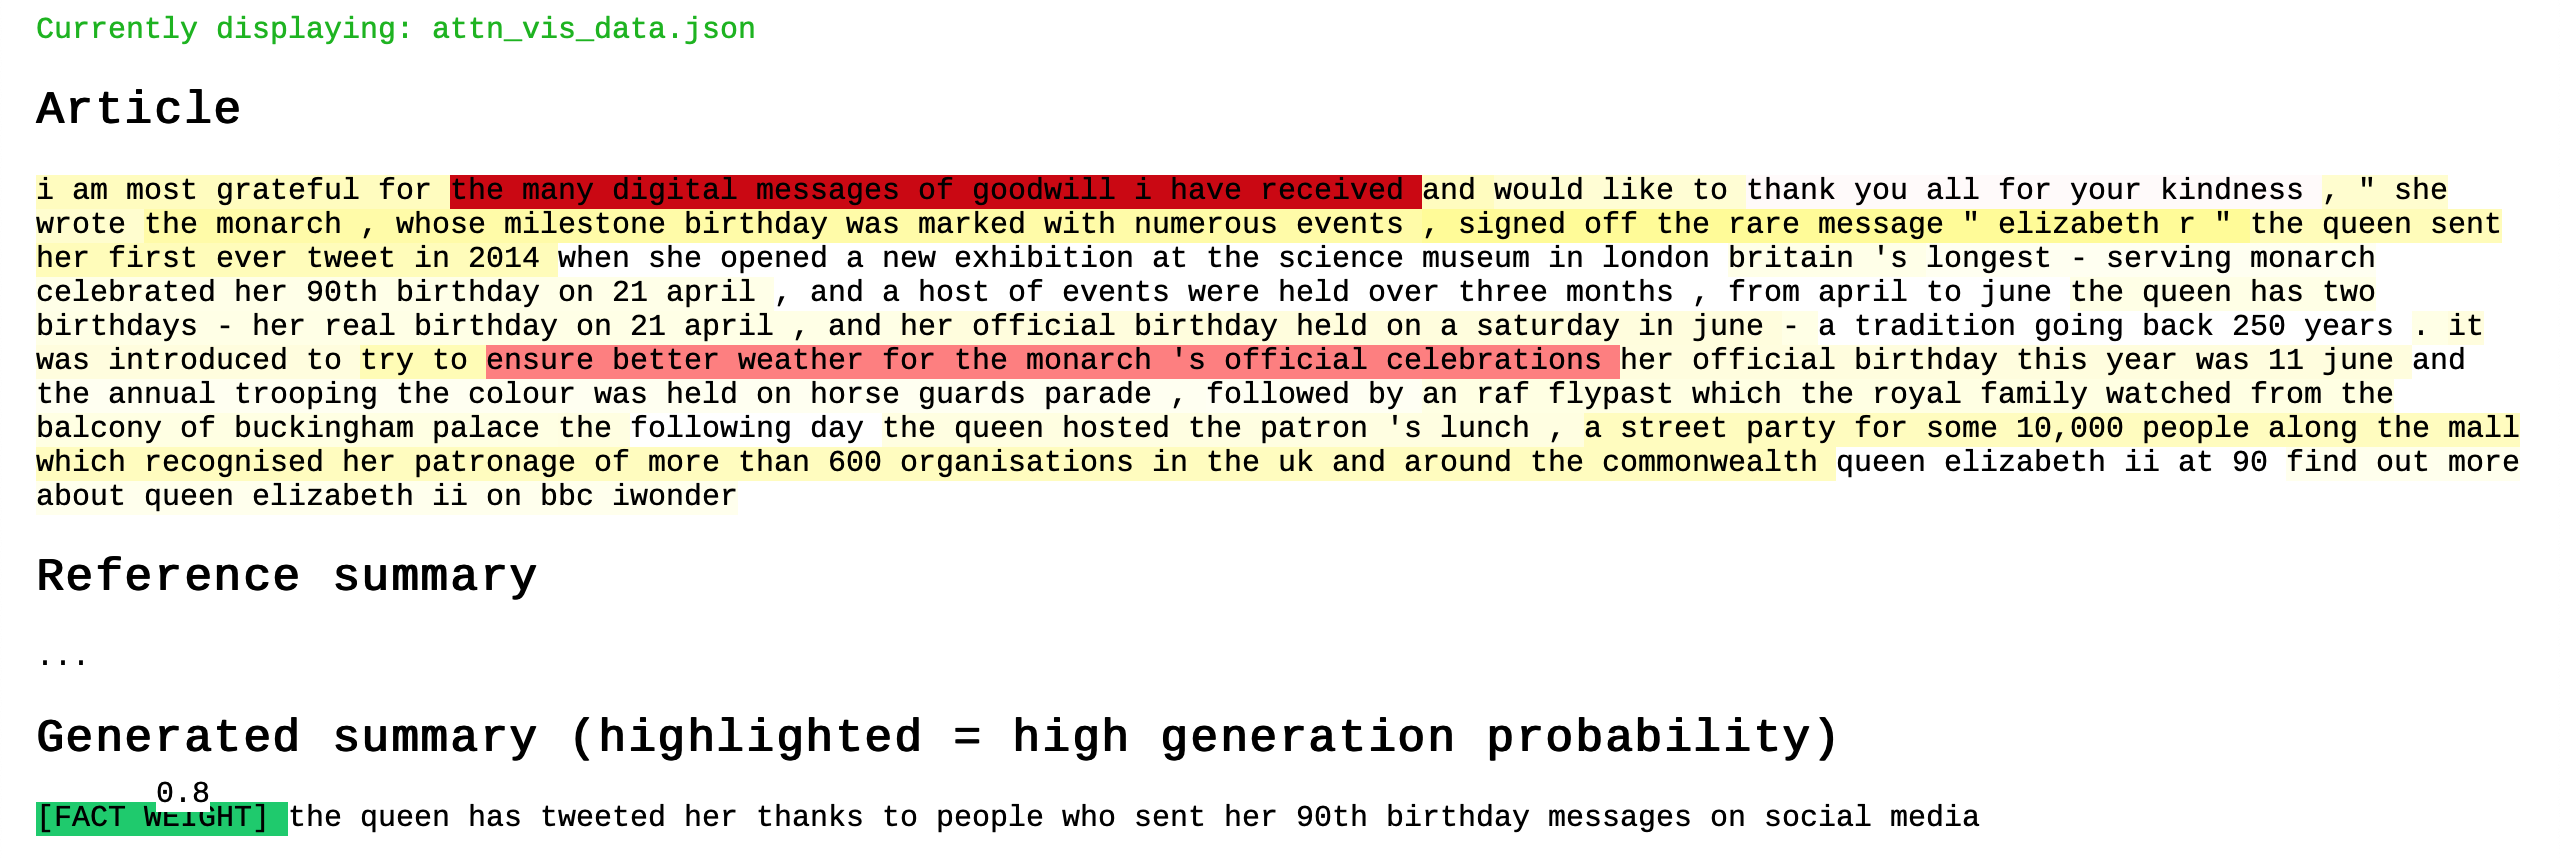 Currently displaying: attn_vis_data.json
Article
i am most grateful for the many digital messages of goodwill i have received and would like to thank you all for your kindness , " she
wrote the monarch , whose milestone birthday was marked with numerous events , signed off the rare message " elizabeth r " the queen sent
her first ever tweet in 2014 when she opened a new exhibition at the science museum in london britain 's longest - serving monarch
celebrated her 90th birthday on 21 april , and a host of events were held over three months , from april to june the queen has two
birthdays - her real birthday on 21 april , and her official birthday held on a saturday in june - a tradition going back 250 years . it
was introduced to try to ensure better weather for the monarch 's official celebrations her official birthday this year was 11 june and
the annual trooping the colour was held on horse guards parade , followed by an raf flypast which the royal family watched from the
balcony of buckingham palace the following day the queen hosted the patron 's lunch , a street party for some 10,000 people along the mall
which recognised her patronage of more than 600 organisations in the uk and around the commonwealth queen elizabeth ii at 90 find out more
about queen elizabeth ii on bbc iwonder
Reference summary
...
Generated summary (highlighted = high generation probability)
0.8
[FACT WEIGHT] the queen has tweeted her thanks to people who sent her 90th birthday messages on social media